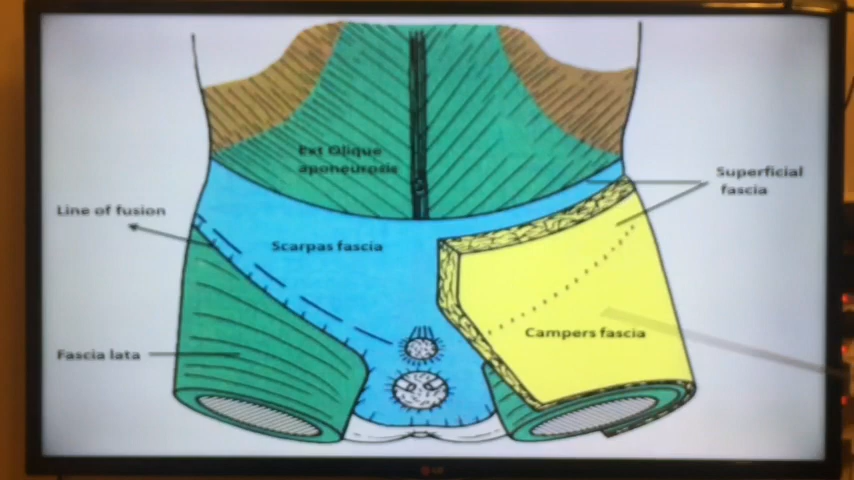 Ext Olique
aponeurosis
Superficial
fascia
Line of fusion
Scarpas fascia
Campers fascia
Fascia lata
LG